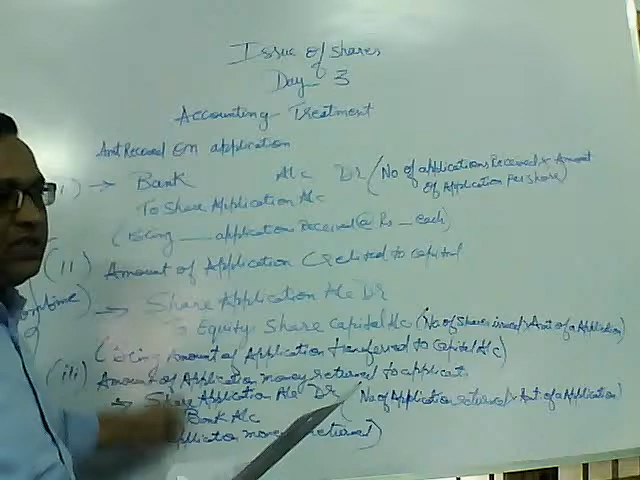 Issue of shares
Day 3
Accounting Treatment
Amt Received on application
i) → Bank A/c Dr (No of applications Received x Amount of Application per share)
To Share Application A/c
(Being ___ applications Received @ Rs _ each)
(ii) Amount of Application credited to capital
→ Share Application A/c Dr
To Equity Share Capital A/c (No of shares issued x Amt of Application)
(Being Amount of Application transferred to Capital A/c)
(iii) Amount of Application money returned to applicat
→ Share Application A/c Dr (No of Application returned x Amt. of a Application)
Bank A/c
Application money returned)